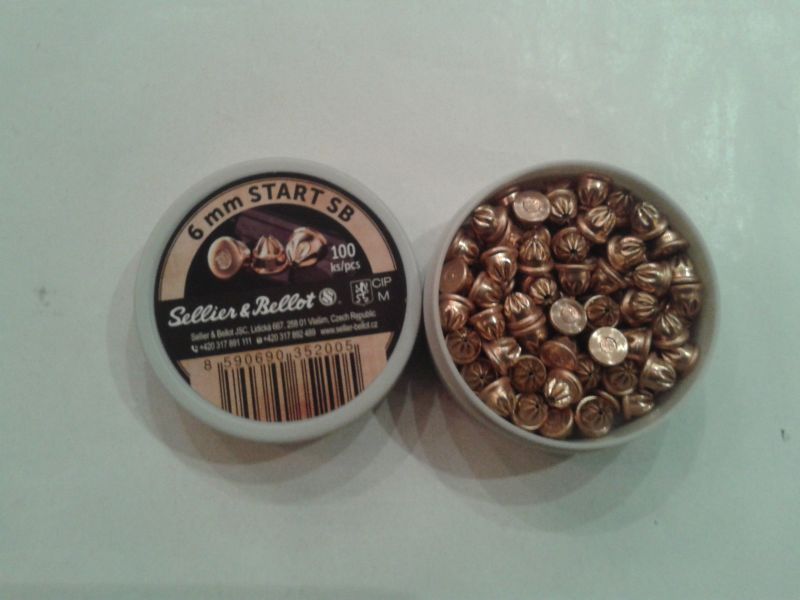 6 mm START SB
100
ks/pcs
Sellier & Bellot
CIP
M
Sellier & Bellot JSC, Lidická 667, 258 01 Vlašim, Czech Republic
+420 317 891 111 +420 317 892 489 www.sellier-bellot.cz
8 590690 352005